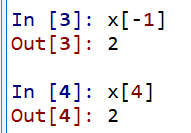 In [3]: x[-1]
Out[3]: 2
In [4]: x[4]
Out[4]: 2